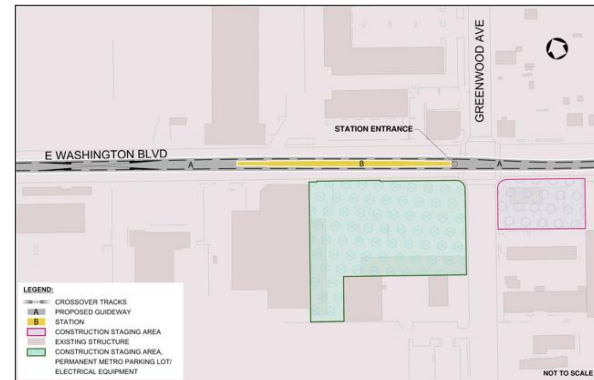 GREENWOOD AVE
STATION ENTRANCE
E WASHINGTON BLVD
A
B
A
LEGEND:
CROSSOVER TRACKS
A PROPOSED GUIDEWAY
B STATION
CONSTRUCTION STAGING AREA
EXISTING STRUCTURE
CONSTRUCTION STAGING AREA,
PERMANENT METRO PARKING LOT/
ELECTRICAL EQUIPMENT
NOT TO SCALE